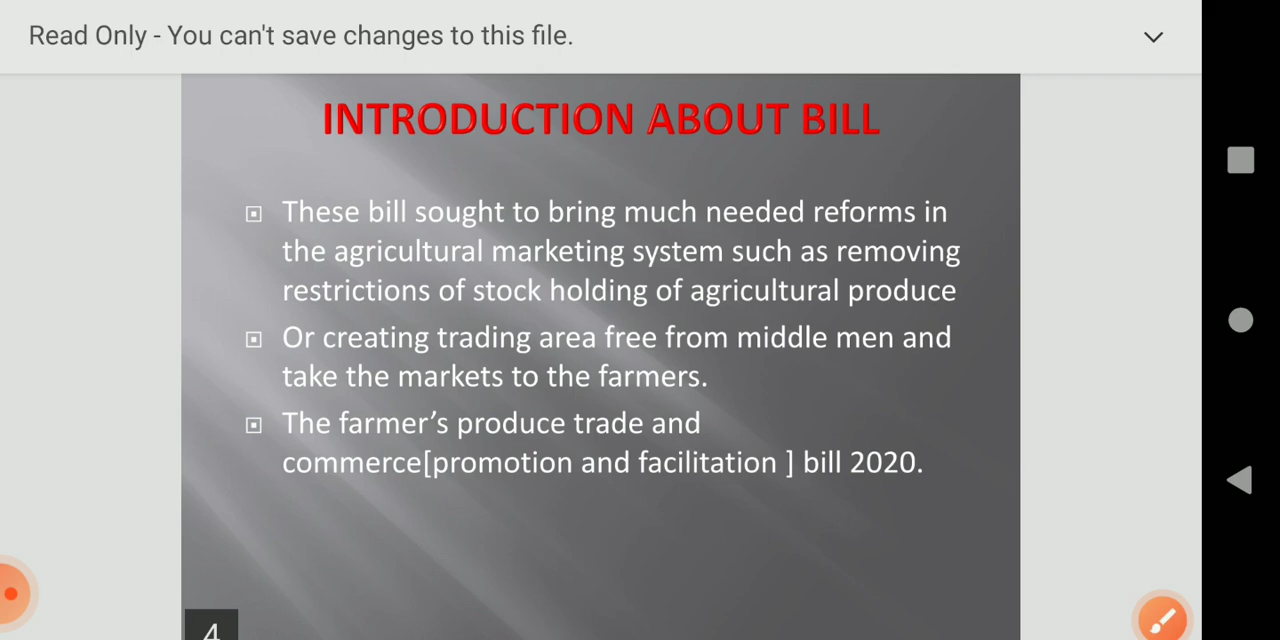 Read Only - You can't save changes to this file.
INTRODUCTION ABOUT BILL
These bill sought to bring much needed reforms in
the agricultural marketing system such as removing
restrictions of stock holding of agricultural produce
Or creating trading area free from middle men and
take the markets to the farmers.
The farmer’s produce trade and
commerce[promotion and facilitation ] bill 2020.
4